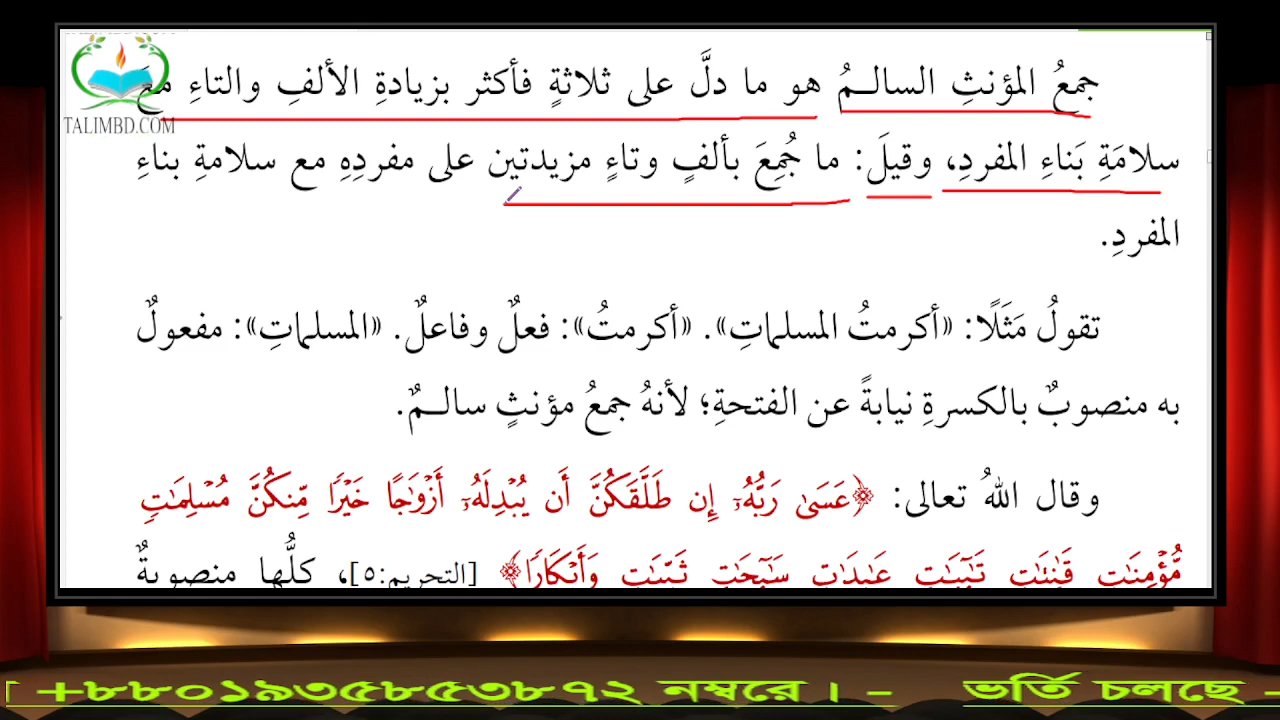 جمعُ المؤنثِ السالـمُ هو ما دلَّ على ثلاثةٍ فأكثر بزيادةِ الألفِ والتاءِ معَ
TALIMBD.COM
سلامَةِ بَناءِ المفردِ، وقيلَ: ما جُمِعَ بألفٍ وتاءٍ مزيدتين على مفردِهِ مع سلامةِ بناءِ
المفردِ.
تقولُ مَثَلًا: «أكرمتُ المسلماتِ». «أكرمتُ»: فعلٌ وفاعلٌ. «المسلماتِ»: مفعولٌ
به منصوبٌ بالكسرةِ نيابةً عن الفتحةِ؛ لأنهُ جمعُ مؤنثٍ سالـمٌ.
وقال اللهُ تعالى: ﴿عَسَىٰ رَبُّهُۥٓ إِن طَلَّقَكُنَّ أَن يُبْدِلَهُۥٓ أَزْوَٰجًا خَيْرًا مِّنكُنَّ مُسْلِمَٰتٍ
مُّؤْمِنَٰتٍ قَٰنِتَٰتٍ تَٰٓئِبَٰتٍ عَٰبِدَٰتٍ سَٰٓئِحَٰتٍ ثَيِّبَٰتٍ وَأَبْكَارًا﴾ [التحريم:٥]، كلُّها منصوبةٌ
+৮৮০১৯৩৫৮৫৩৮৭২ নম্বরে । - ভর্তি চলছে -